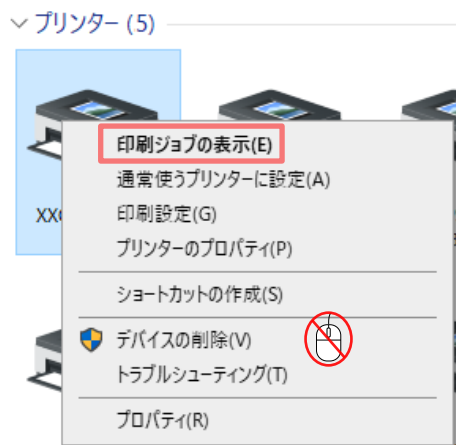 プリンター (5)
印刷ジョブの表示(E)
通常使うプリンターに設定(A)
印刷設定(G)
プリンターのプロパティ(P)
ショートカットの作成(S)
デバイスの削除(V)
トラブルシューティング(T)
プロパティ(R)